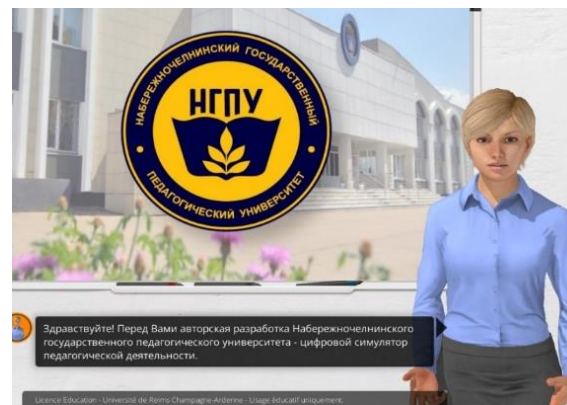 НАБЕРЕЖНОЧЕЛНИНСКИЙ ГОСУДАРСТВЕННЫЙ
НГПУ
ПЕДАГОГИЧЕСКИЙ УНИВЕРСИТЕТ
Здравствуйте! Перед Вами авторская разработка Набережночелнинского
государственного педагогического университета - цифровой симулятор
педагогической деятельности.
Licence Education - Université de Reims Champagne-Ardenne - Usage éducatif uniquement.